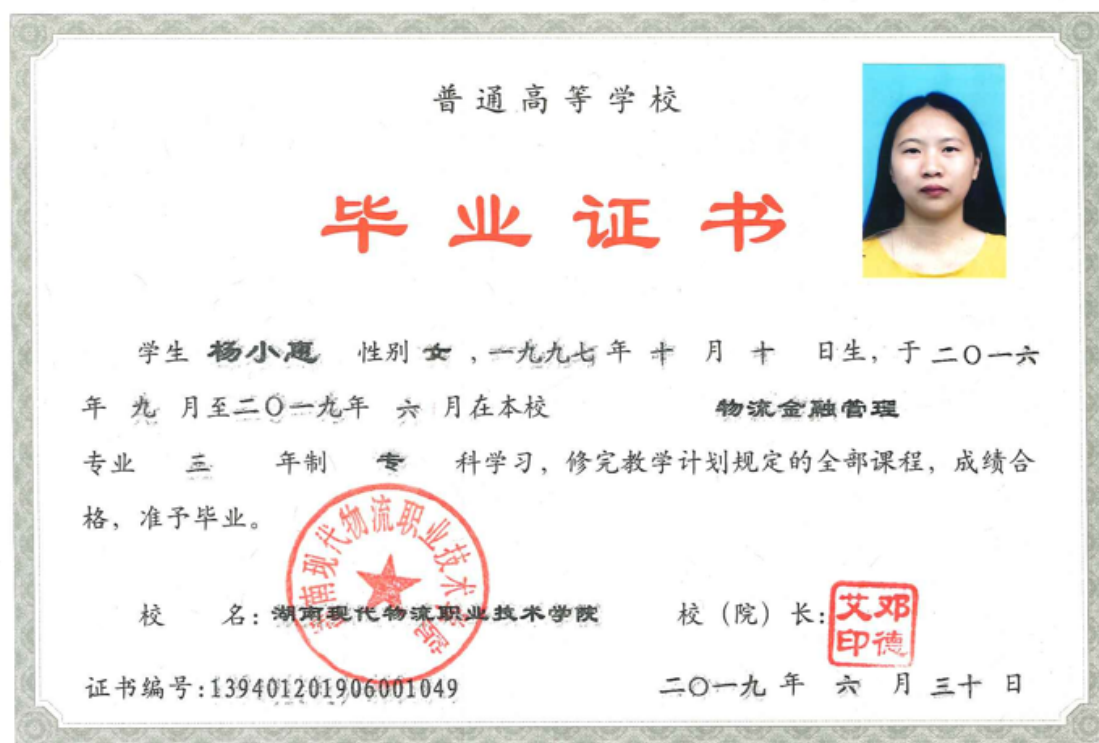 普通高等学校
毕业证书
学生 杨小惠 性别 女 , 一九九七 年 十 月 十 日生, 于 二〇一六
年 九 月至二〇一九年 六 月在本校 物流金融管理
专业 三 年制 专 科学习, 修完教学计划规定的全部课程, 成绩合
格, 准予毕业。
湖南现代物流职业技术学院
校 名: 湖南现代物流职业技术学院 校 (院) 长:
邓德艾印
证书编号:139401201906001049 二〇一九 年 六 月 三十 日